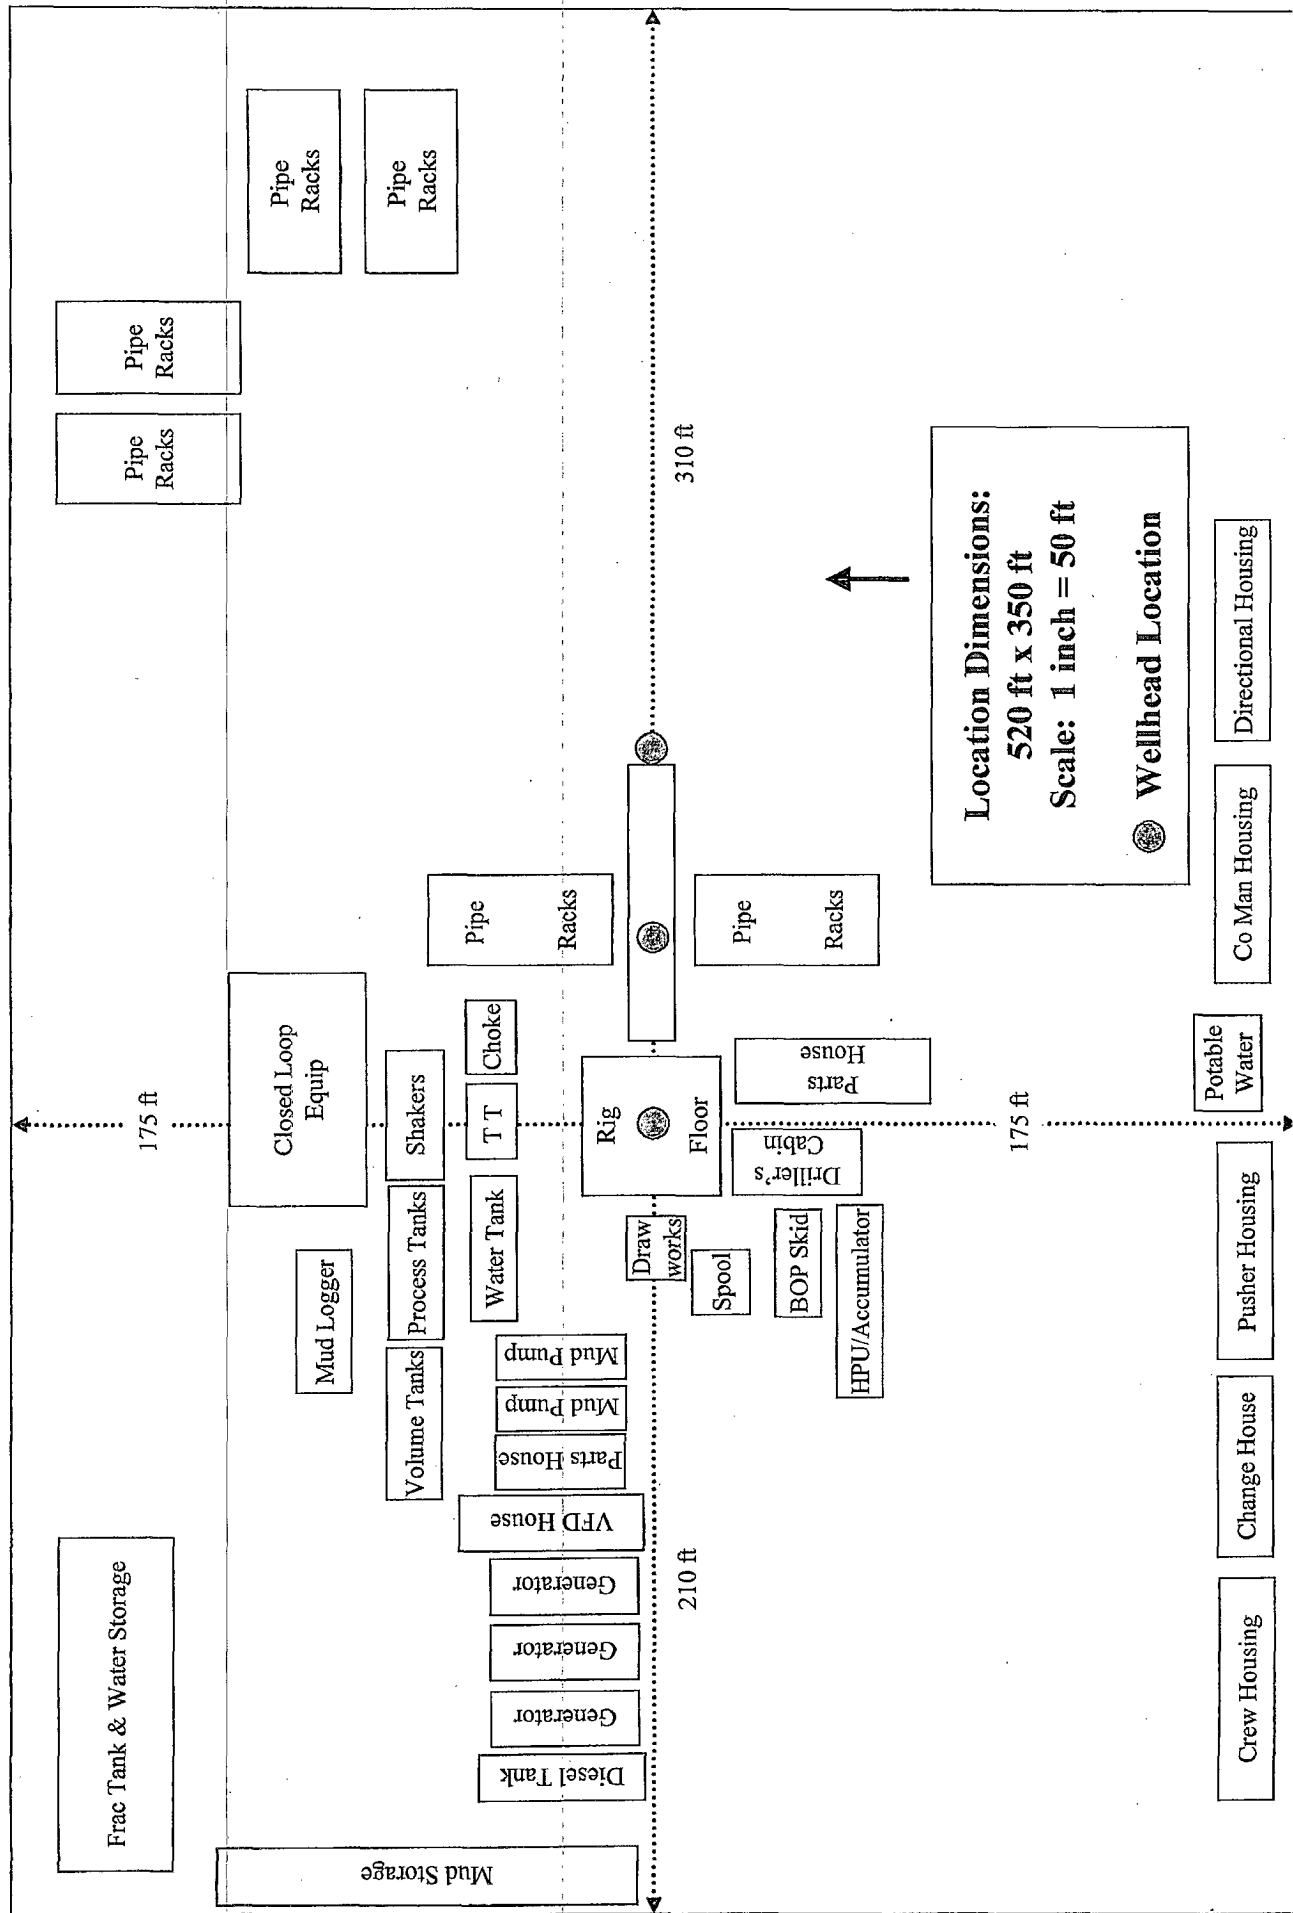 Frac Tank & Water Storage
Pipe
Racks
Pipe
Racks
175 ft
Pipe
Racks
Pipe
Racks
Closed Loop
Equip
Mud Logger
Volume Tanks
Process Tanks
Shakers
Mud Storage
Diesel Tank
Generator
Generator
Generator
VFD House
Parts House
Mud Pump
Mud Pump
Water Tank
T T
Choke
Pipe
Racks
Rig
Floor
Draw
works
210 ft
310 ft
Spool
BOP Skid
HPU/Accumulator
Driller's
Cabin
Parts
House
Pipe
Racks
175 ft
Location Dimensions:
520 ft x 350 ft
Scale: 1 inch = 50 ft
Wellhead Location
Crew Housing
Change House
Pusher Housing
Potable
Water
Co Man Housing
Directional Housing